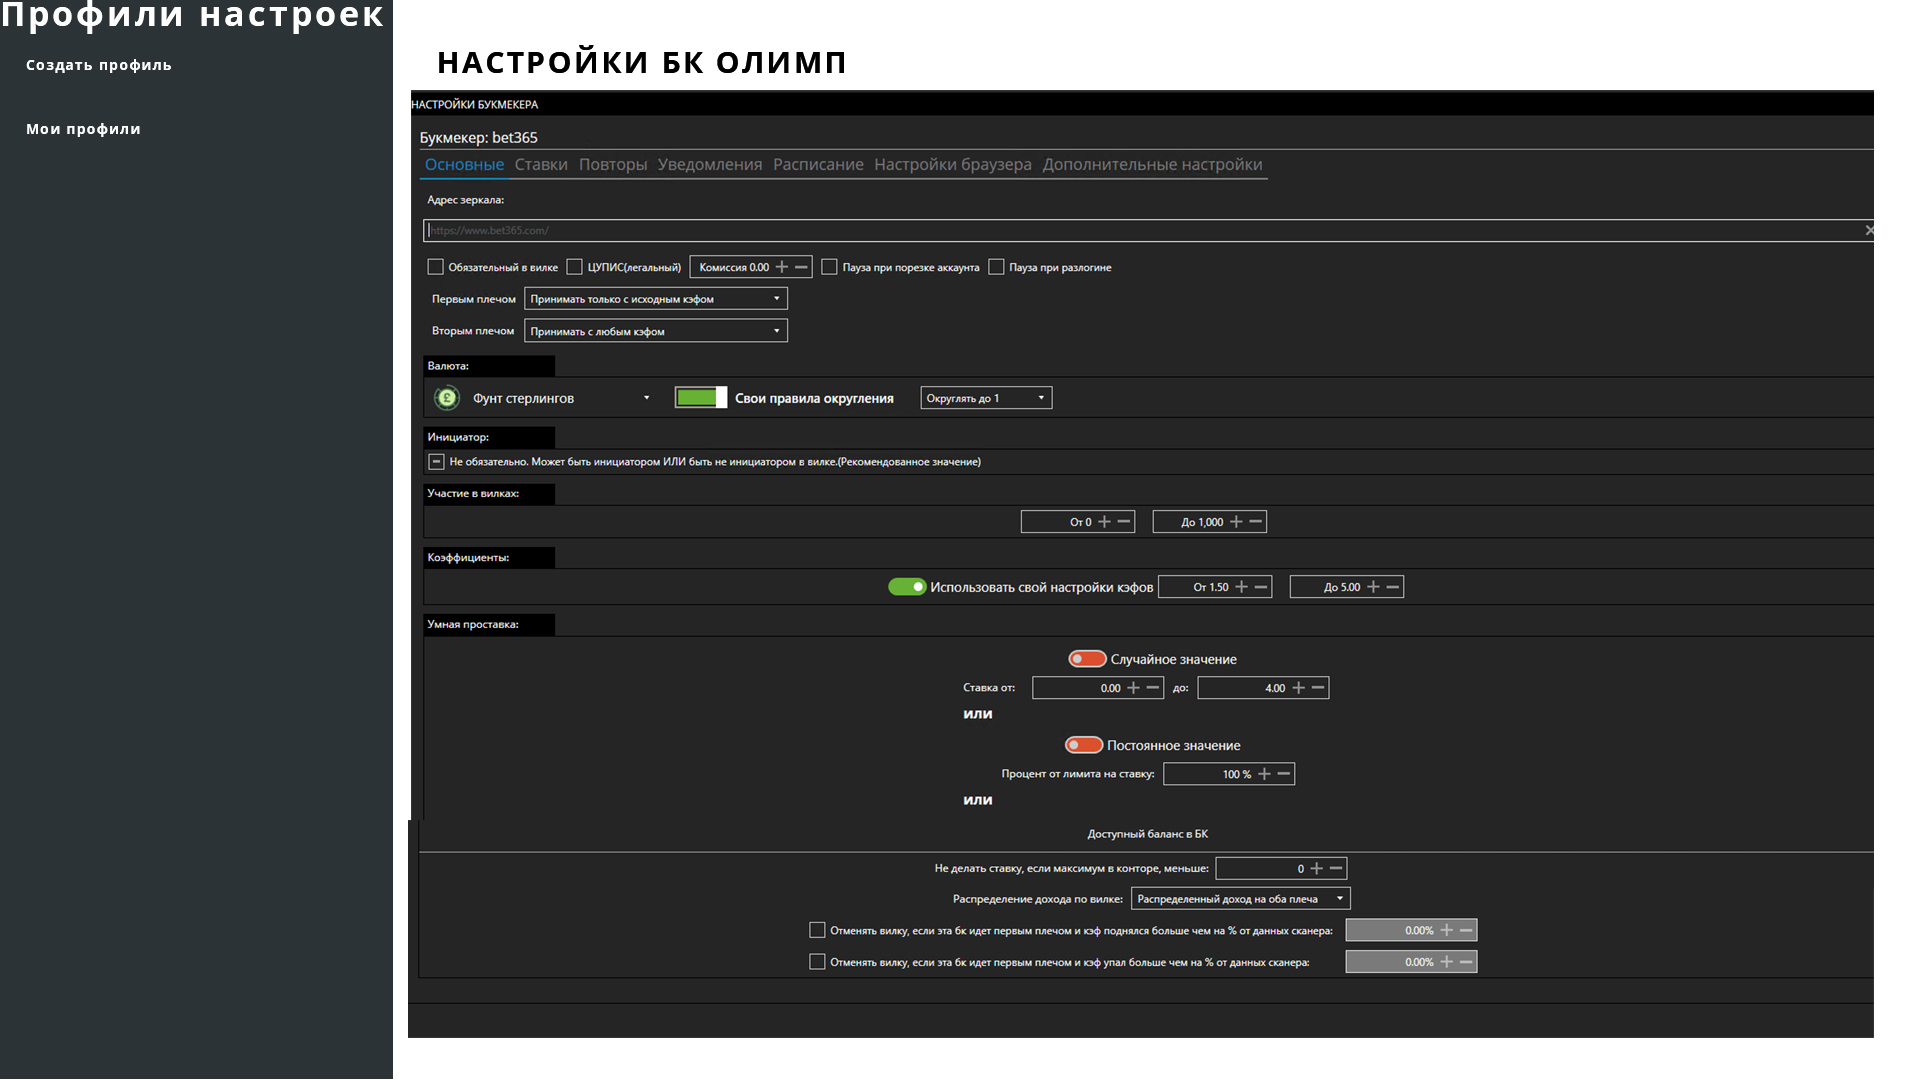 Профили настроек
Создать профиль
Мои профили
НАСТРОЙКИ БК ОЛИМП
НАСТРОЙКИ БУКМЕКЕРА
Букмекер: bet365
Основные Ставки Повторы Уведомления Расписание Настройки браузера Дополнительные настройки
Адрес зеркала:
https://www.bet365.com/
Обязательный в вилке ЦУПИС(легальный) Комиссия 0.00 Пауза при порезке аккаунта Пауза при разлогине
Первым плечом Принимать только с исходным кэфом
Вторым плечом Принимать с любым кэфом
Валюта:
Фунт стерлингов Свои правила округления Округлять до 1
Инициатор:
Не обязательно. Может быть инициатором ИЛИ быть не инициатором в вилке.(Рекомендованное значение)
Участие в вилках:
От 0 До 1,000
Коэффициенты:
Использовать свой настройки кэфов От 1.50 До 5.00
Умная проставка:
Случайное значение
Ставка от: 0.00 до: 4.00
или
Постоянное значение
Процент от лимита на ставку: 100 %
или
Доступный баланс в БК
Не делать ставку, если максимум в конторе, меньше: 0
Распределение дохода по вилке: Распределенный доход на оба плеча
Отменять вилку, если эта бк идет первым плечом и кэф поднялся больше чем на % от данных сканера: 0.00%
Отменять вилку, если эта бк идет первым плечом и кэф упал больше чем на % от данных сканера: 0.00%